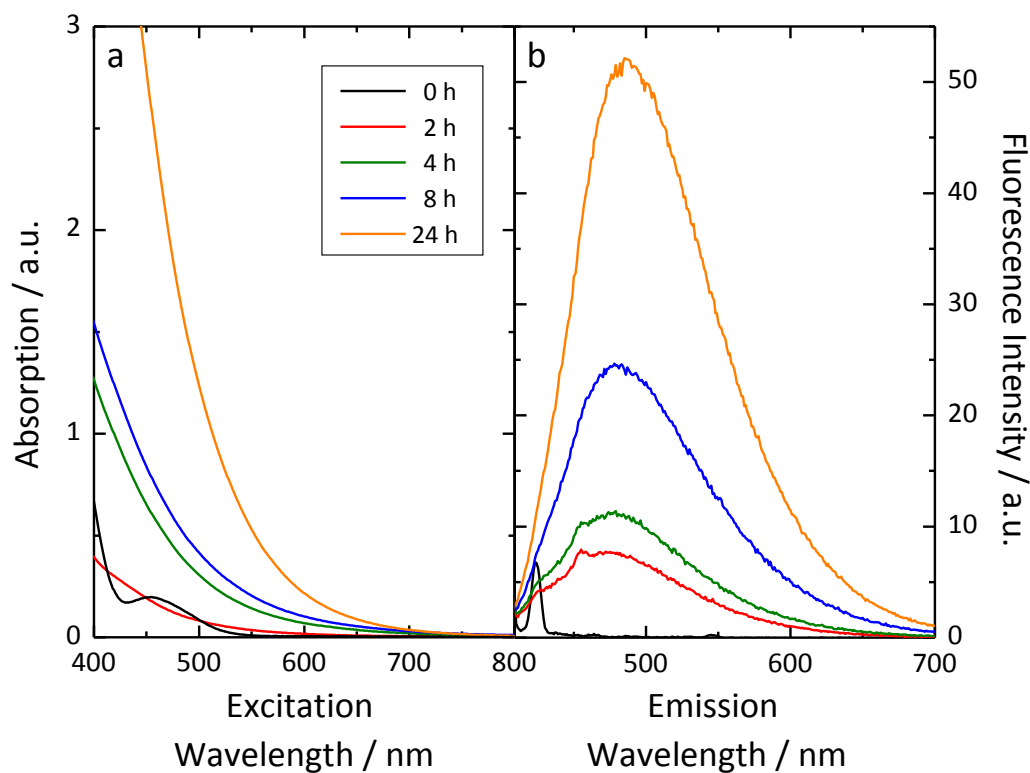 a
b
0 h
2 h
4 h
8 h
24 h
3
2
1
0
Absorption / a.u.
400
500
600
700
800
500
600
700
50
40
30
20
10
0
Fluorescence Intensity / a.u.
Excitation
Wavelength / nm
Emission
Wavelength / nm